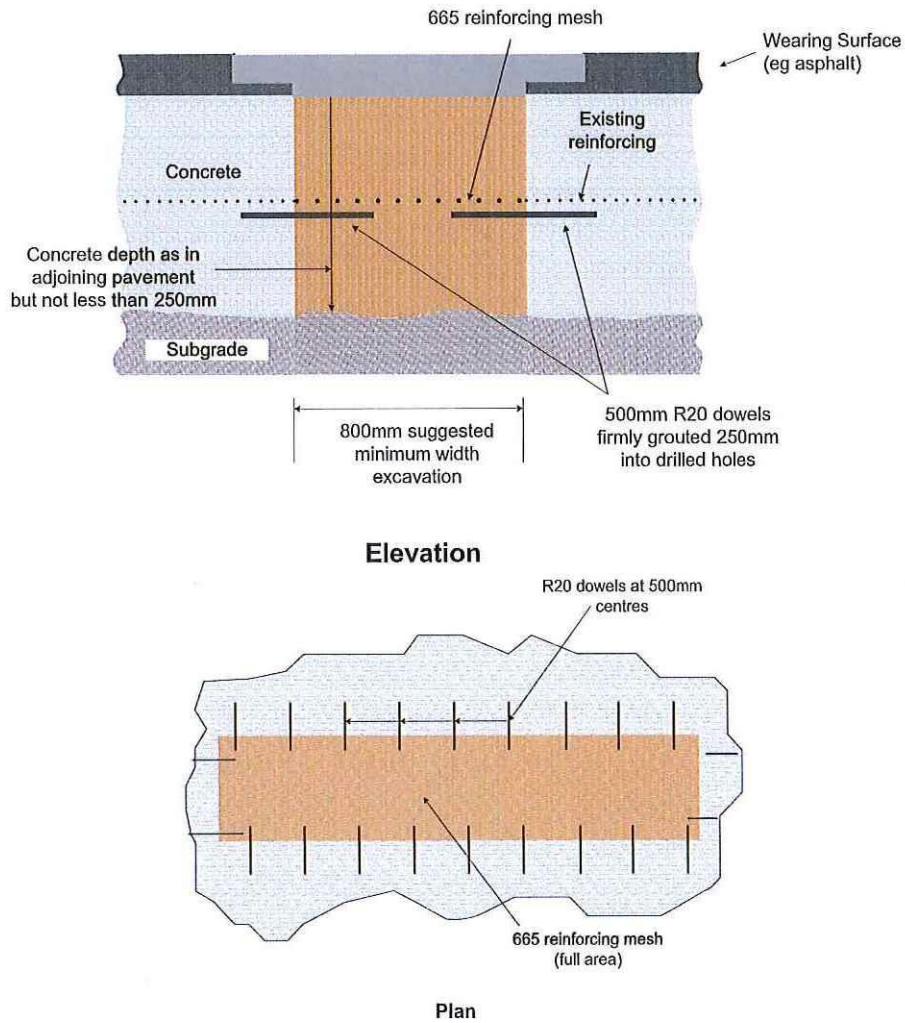 665 reinforcing mesh
Wearing Surface
(eg asphalt)
Existing
reinforcing
Concrete
Concrete depth as in
adjoining pavement
but not less than 250mm
Subgrade
800mm suggested
minimum width
excavation
500mm R20 dowels
firmly grouted 250mm
into drilled holes
Elevation
R20 dowels at 500mm
centres
665 reinforcing mesh
(full area)
Plan